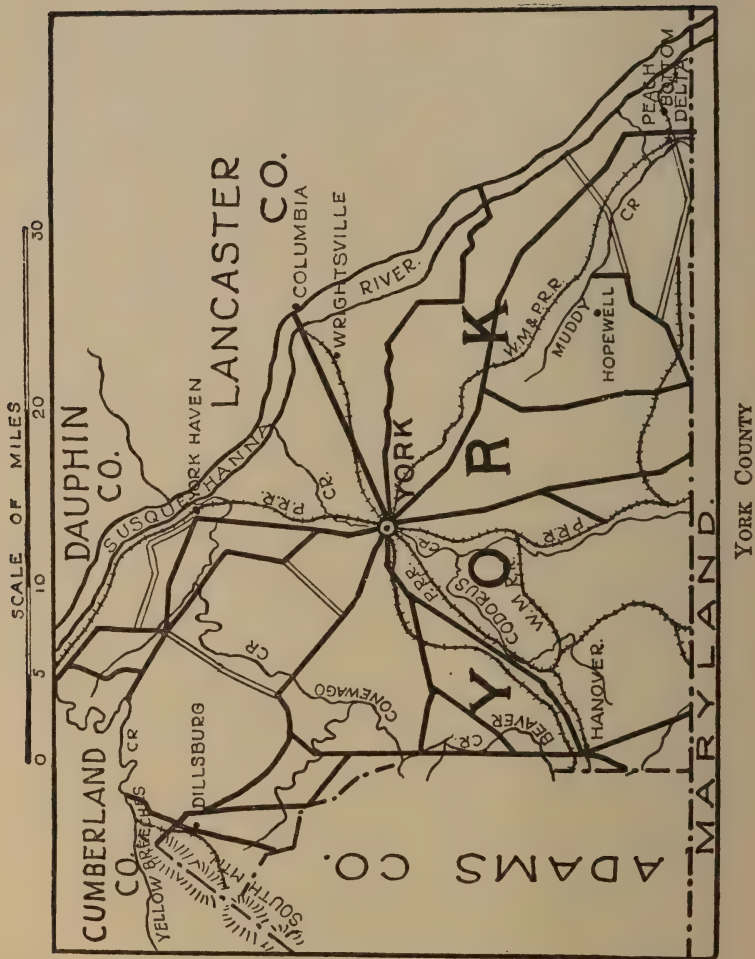 SCALE OF MILES
0 5 10 20 30
CUMBERLAND
CO.
DAUPHIN
CO.
LANCASTER
CO.
YELLOW BREECHES
CR
SOUTH MTN
DILLSBURG
SUSQUEHANNA
YORK HAVEN
COLUMBIA
RIVER.
WRIGHTSVILLE
P.R.R.
CR.
CR
CONEWAGO
ADAMS CO.
YORK
YORK
P.R.R.
CR.
CODORUS
W.M.
BEAVER
CR.
HANOVER.
P.R.R.
W.M.& P.R.R.
MUDDY
CR
HOPEWELL
PEACH
BOTTOM
DELTA
MARYLAND.
YORK COUNTY